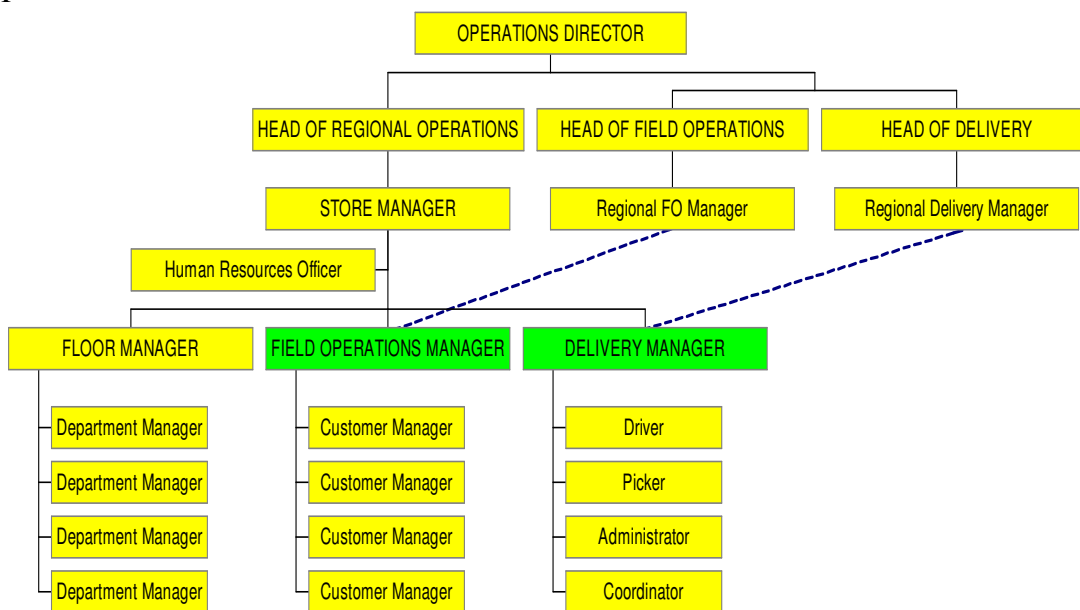 OPERATIONS DIRECTOR
HEAD OF REGIONAL OPERATIONS
HEAD OF FIELD OPERATIONS
HEAD OF DELIVERY
STORE MANAGER
Regional FO Manager
Regional Delivery Manager
Human Resources Officer
FLOOR MANAGER
FIELD OPERATIONS MANAGER
DELIVERY MANAGER
Department Manager
Customer Manager
Driver
Department Manager
Customer Manager
Picker
Department Manager
Customer Manager
Administrator
Department Manager
Customer Manager
Coordinator